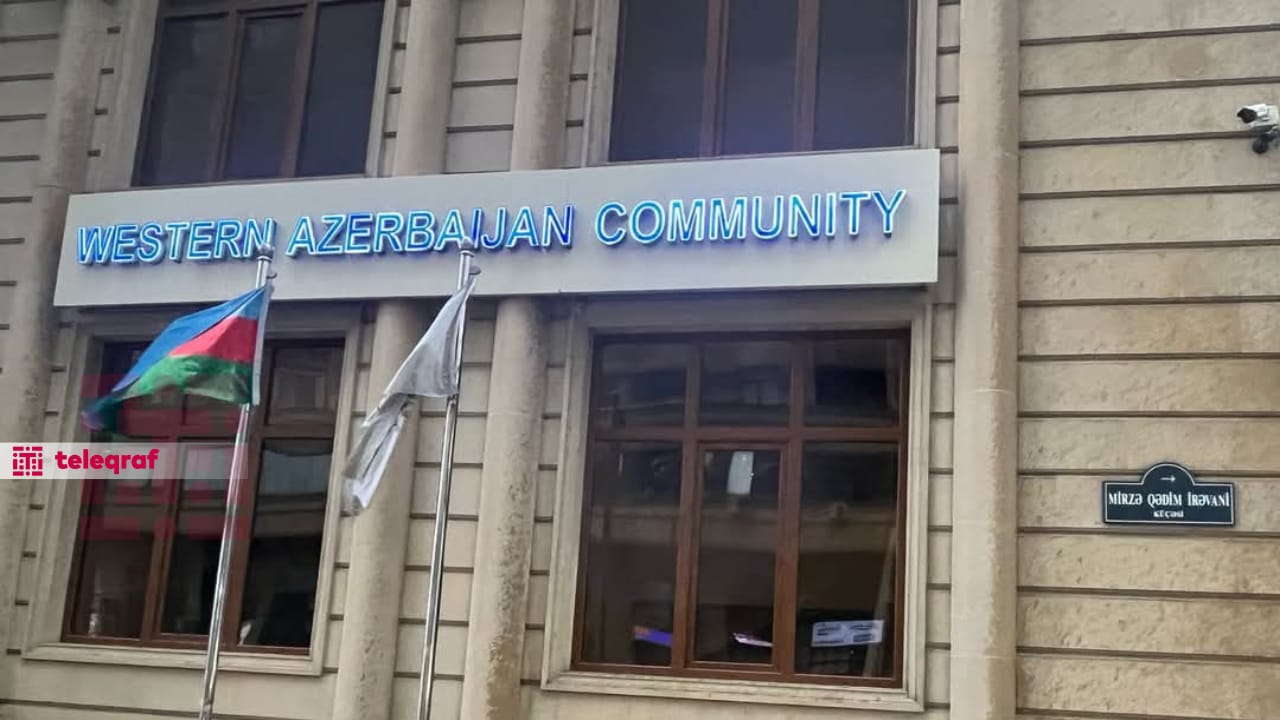 WESTERN AZERBAIJAN COMMUNITY
teleqraf
MİRZƏ QƏDİM İRƏVANİ
KÜÇƏSİ